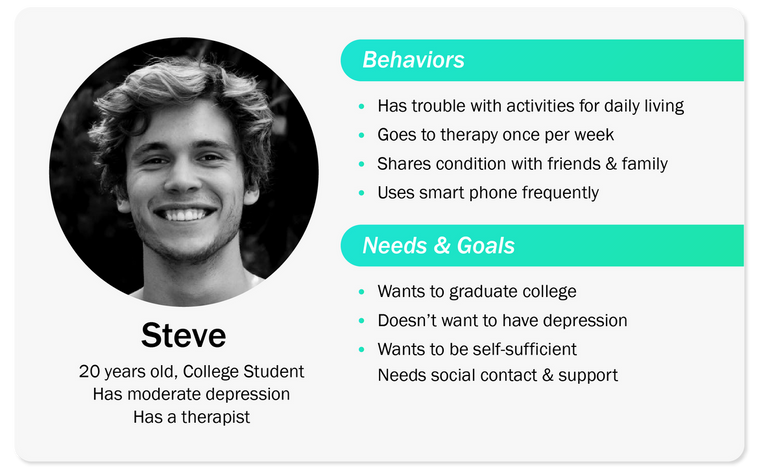 Steve
20 years old, College Student
Has moderate depression
Has a therapist
Behaviors
Has trouble with activities for daily living
Goes to therapy once per week
Shares condition with friends & family
Uses smart phone frequently
Needs & Goals
Wants to graduate college
Doesn’t want to have depression
Wants to be self-sufficient
Needs social contact & support